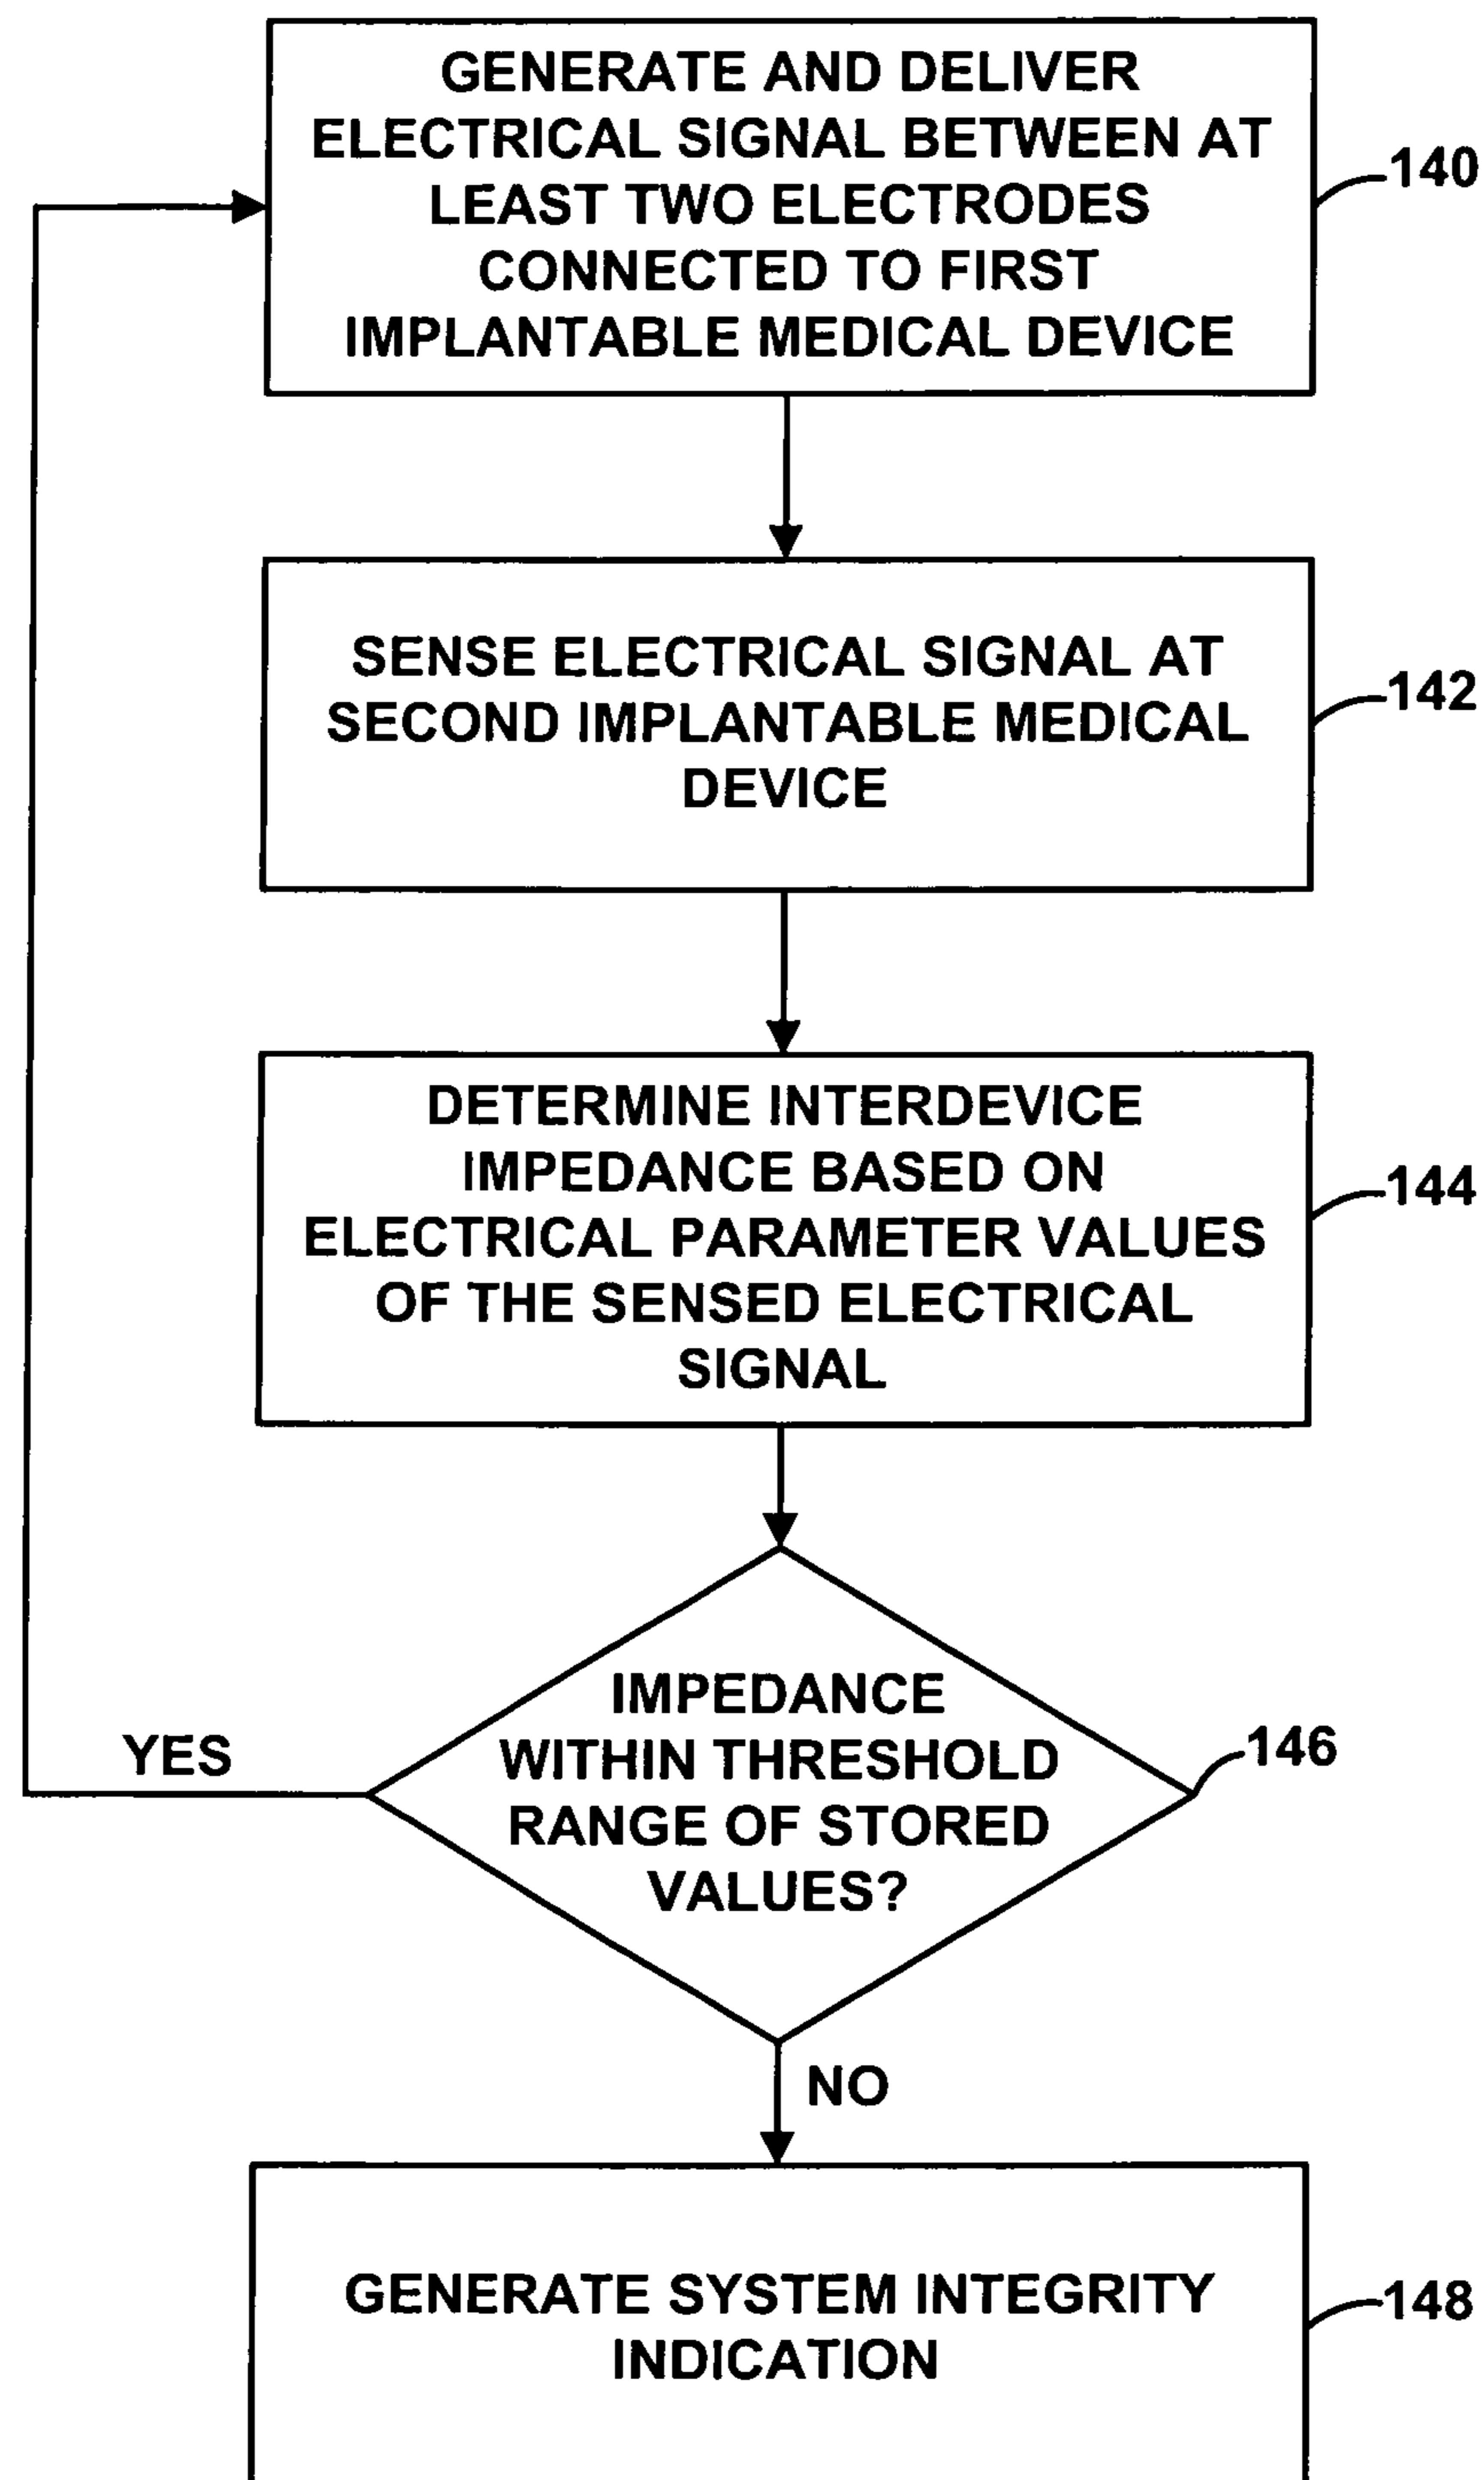 GENERATE AND DELIVER
ELECTRICAL SIGNAL BETWEEN AT
LEAST TWO ELECTRODES
CONNECTED TO FIRST
IMPLANTABLE MEDICAL DEVICE
140
SENSE ELECTRICAL SIGNAL AT
SECOND IMPLANTABLE MEDICAL
DEVICE
142
DETERMINE INTERDEVICE
IMPEDANCE BASED ON
ELECTRICAL PARAMETER VALUES
OF THE SENSED ELECTRICAL
SIGNAL
144
IMPEDANCE
WITHIN THRESHOLD
RANGE OF STORED
VALUES?
146
YES
NO
GENERATE SYSTEM INTEGRITY
INDICATION
148